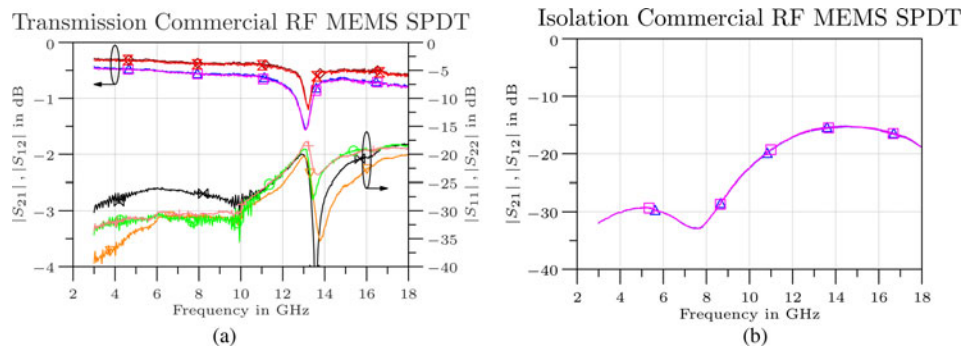 Transmission Commercial RF MEMS SPDT
0
−1
−2
−3
−4
|S21| ,|S12| in dB
0
−5
−10
−15
−20
−25
−30
−35
−40
|S11| ,|S22| in dB
2 4 6 8 10 12 14 16 18
Frequency in GHz
(a)
Isolation Commercial RF MEMS SPDT
0
−10
−20
−30
−40
|S21| ,|S12| in dB
2 4 6 8 10 12 14 16 18
Frequency in GHz
(b)